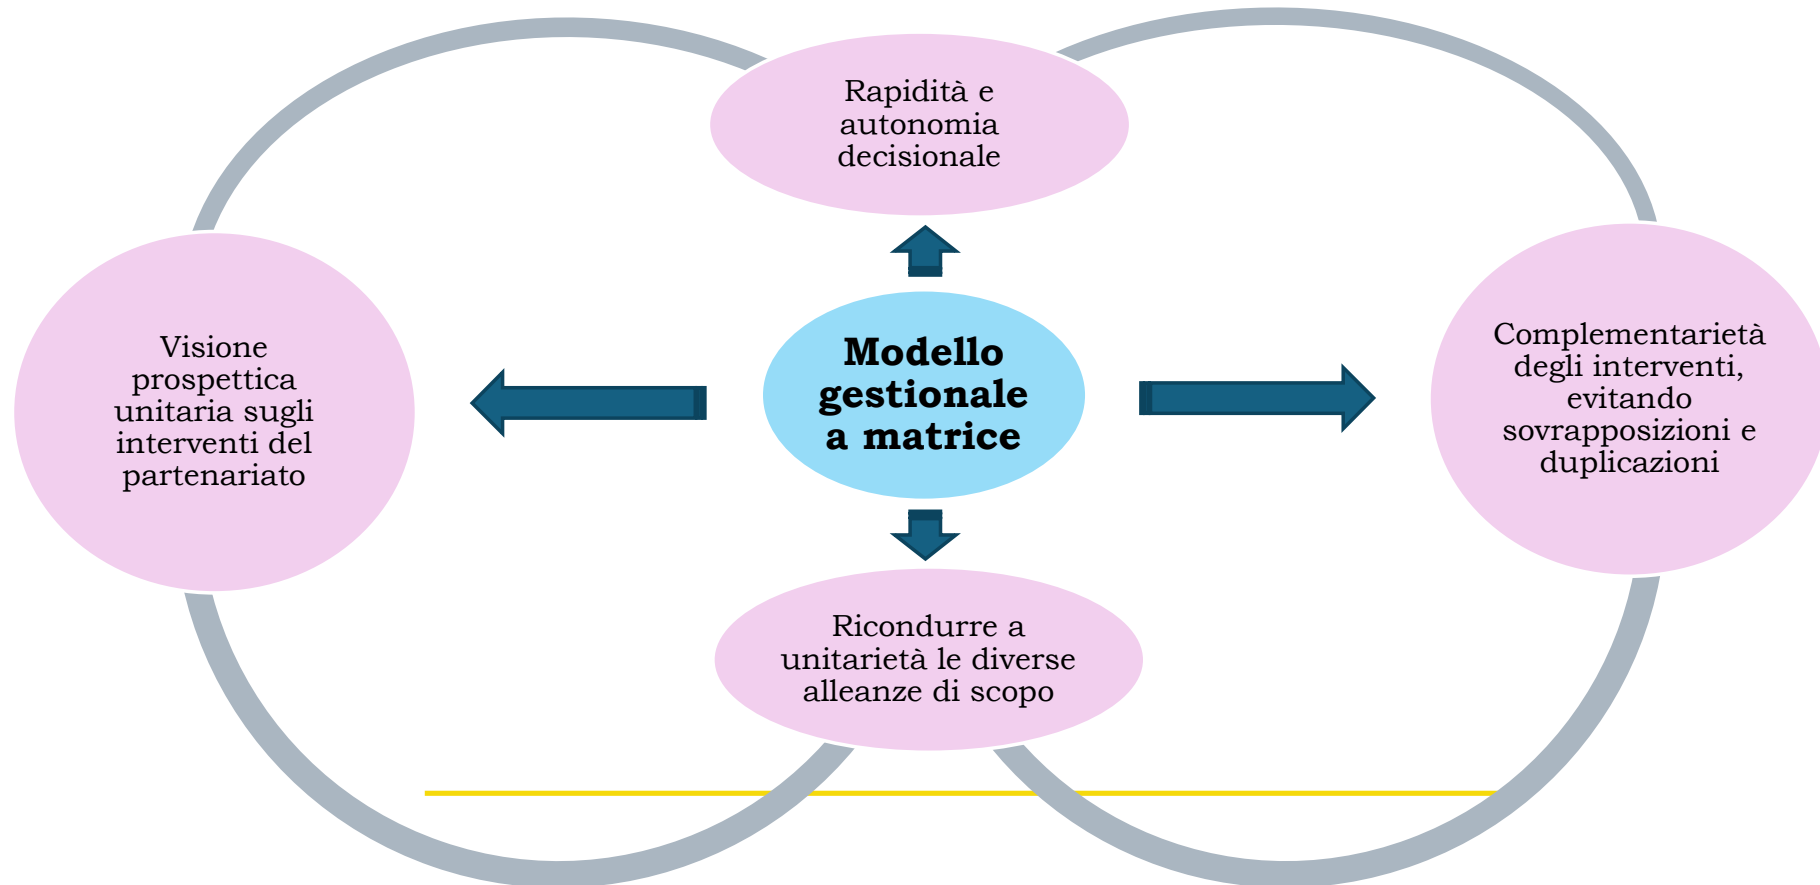 Rapidità e
autonomia
decisionale
Visione
prospettica
unitaria sugli
interventi del
partenariato
Modello
gestionale
a matrice
Complementarietà
degli interventi,
evitando
sovrapposizioni e
duplicazioni
Ricondurre a
unitarietà le diverse
alleanze di scopo